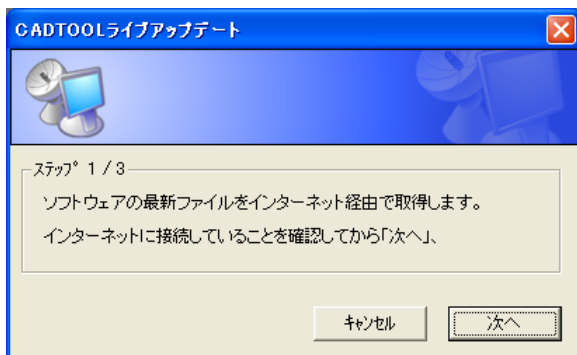 CADTOOLライブアップデート
ステップ 1 / 3
ソフトウェアの最新ファイルをインターネット経由で取得します。
インターネットに接続していることを確認してから「次へ」、
キャンセル
次へ